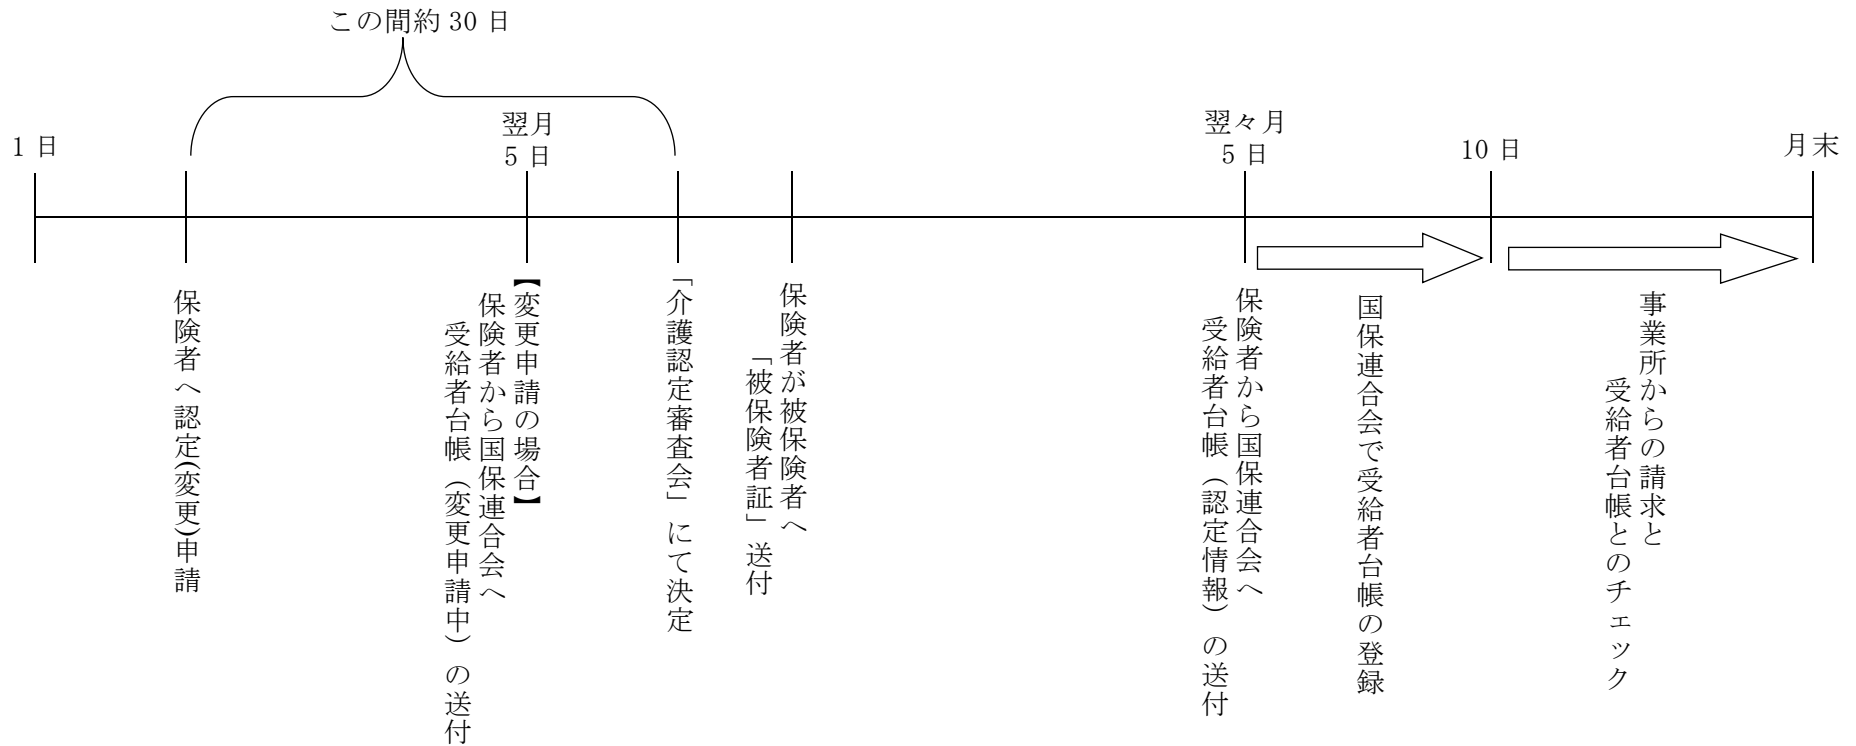 この間約 30 日
1 日
翌月
5 日
翌々月
5 日
10 日
月末
保険者へ認定(変更)申請
【変更申請の場合】
保険者から国保連合会へ
受給者台帳（変更申請中）の送付
「介護認定審査会」にて決定
保険者が被保険者へ
「被保険者証」送付
保険者から国保連合会へ
受給者台帳（認定情報）の送付
国保連合会で受給者台帳の登録
事業所からの請求と
受給者台帳とのチェック